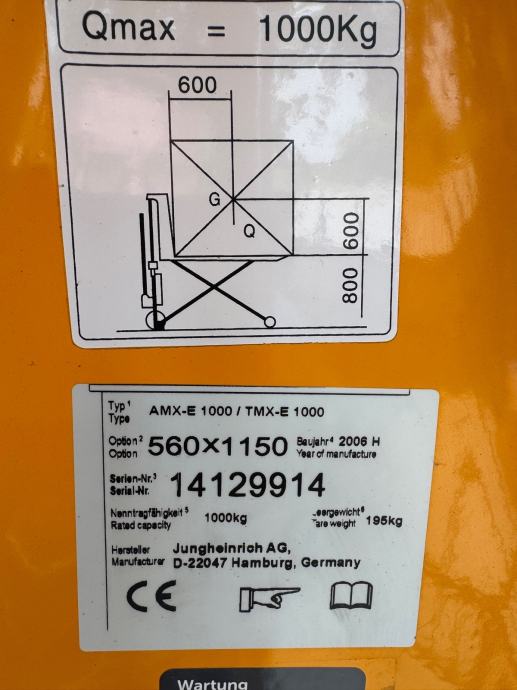 Qmax = 1000Kg
600
G
Q
600
800
Typ¹ AMX-E 1000 / TMX-E 1000
Type
Option² 560X1150 Baujahr⁴ 2006 H
Option Year of manufacture
Serien-Nr.³ 14129914
Serial-Nr.
Nenntragfähigkeit⁵ 1000kg Leergewicht⁶ 195kg
Rated capacity Tare weight
Hersteller Jungheinrich AG,
Manufacturer D-22047 Hamburg, Germany
CE
Wartung